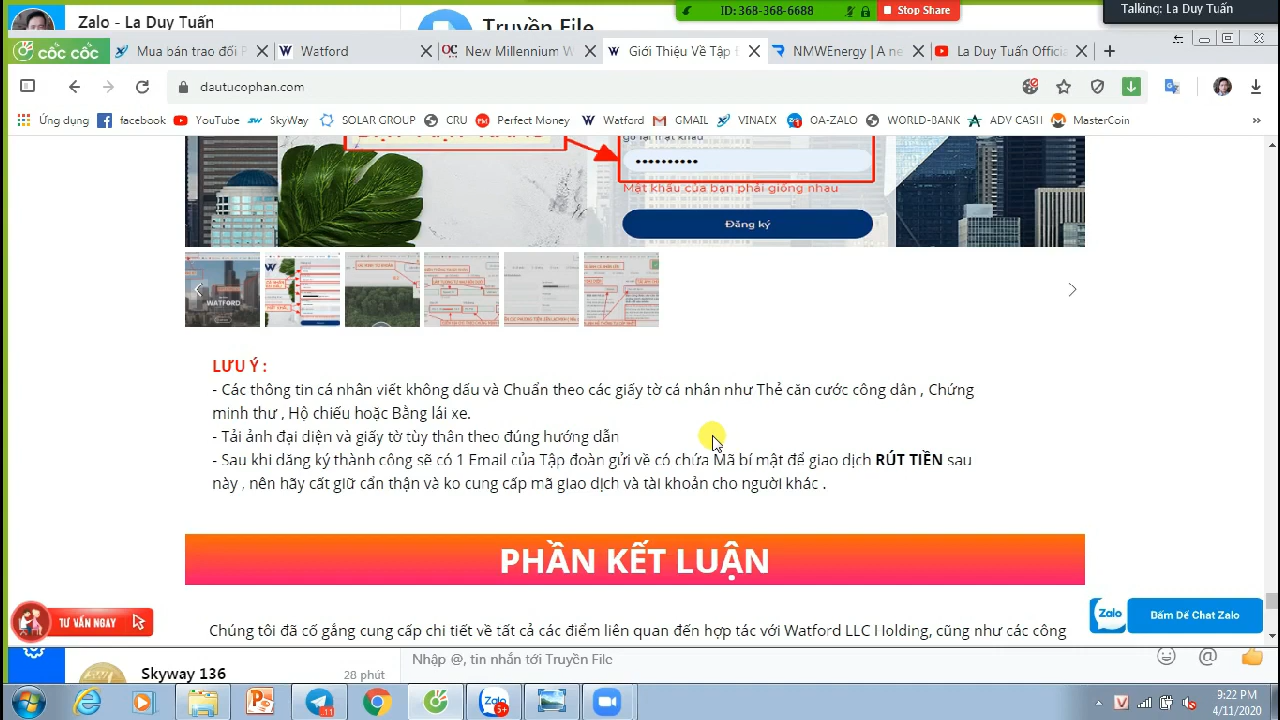 Zalo - La Duy Tuấn
Truyền File
ID: 368-368-6688
Stop Share
Talking: La Duy Tuấn
cốc cốc
Mua bán trao đổi
Watford
New Millennium W
Giới Thiệu Về Tập
NVWEnergy | A ne
La Duy Tuấn Officia
dautucophan.com
Ứng dụng
facebook
YouTube
SkyWay
SOLAR GROUP
CRU
Perfect Money
Watford
GMAIL
VINAEX
OA-ZALO
WORLD-BANK
ADV CASH
MasterCoin
••••••••••
Mật khẩu của bạn phải giống nhau
Đăng ký
WATFORD
LƯU Ý :
- Các thông tin cá nhân viết không dấu và Chuẩn theo các giấy tờ cá nhân như Thẻ căn cước công dân , Chứng
minh thư , Hộ chiếu hoặc Bằng lái xe.
- Tải ảnh đại diện và giấy tờ tùy thân theo đúng hướng dẫn
- Sau khi đăng ký thành công sẽ có 1 Email của Tập đoàn gửi về có chứa Mã bí mật để giao dịch RÚT TIỀN sau
này , nên hãy cất giữ cẩn thận và ko cung cấp mã giao dịch và tài khoản cho người khác .
PHẦN KẾT LUẬN
TƯ VẤN NGAY
Zalo
Bấm Để Chat Zalo
Chúng tôi đã cố gắng cung cấp chi tiết về tất cả các điểm liên quan đến hợp tác với Watford LLC Holding, cũng như các công
Skyway 136
28 phút
Nhập @, tin nhắn tới Truyền File
11
Zalo
5+
9:22 PM
4/11/2020